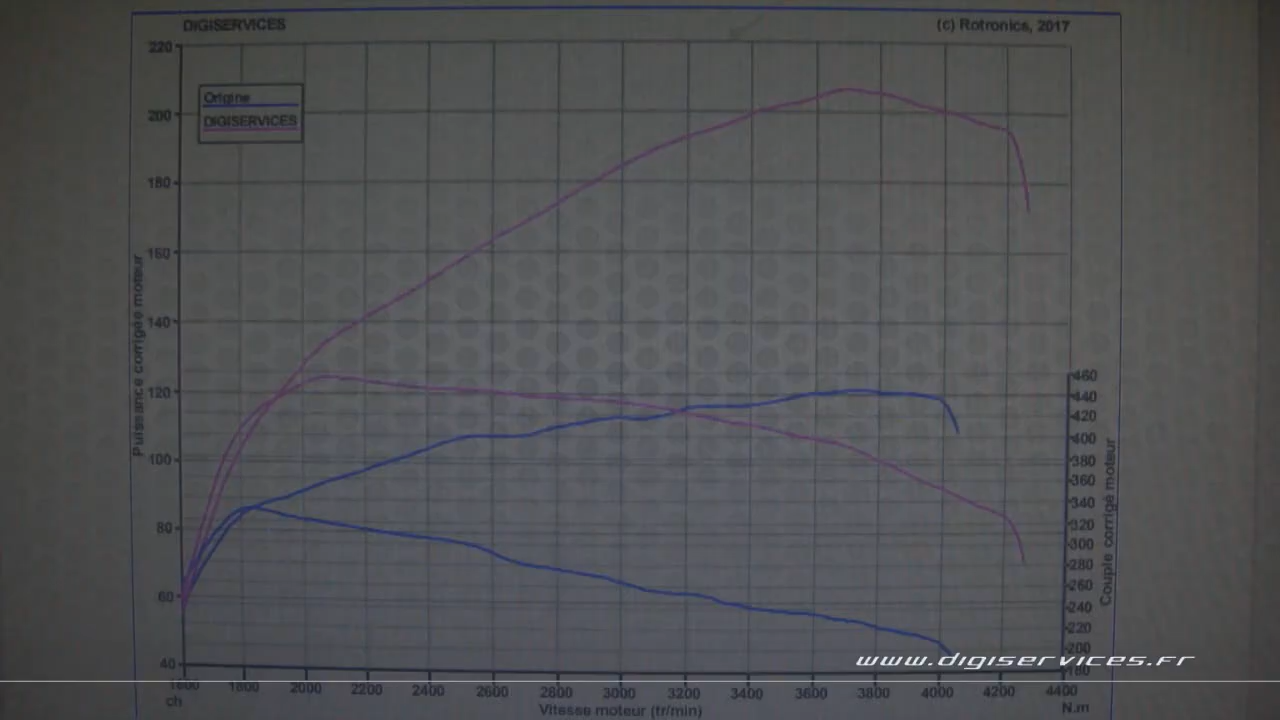 DIGISERVICES
(c) Rotronics, 2017
Origine
DIGISERVICES
Puissance corrigée moteur
220
200
180
160
140
120
100
80
60
40
460
440
420
400
380
360
340
320
300
280
260
240
220
200
180
Couple corrigé moteur
www.digiservices.fr
1600 1800 2000 2200 2400 2600 2800 3000 3200 3400 3600 3800 4000 4200 4400
ch
Vitesse moteur (tr/min)
N.m